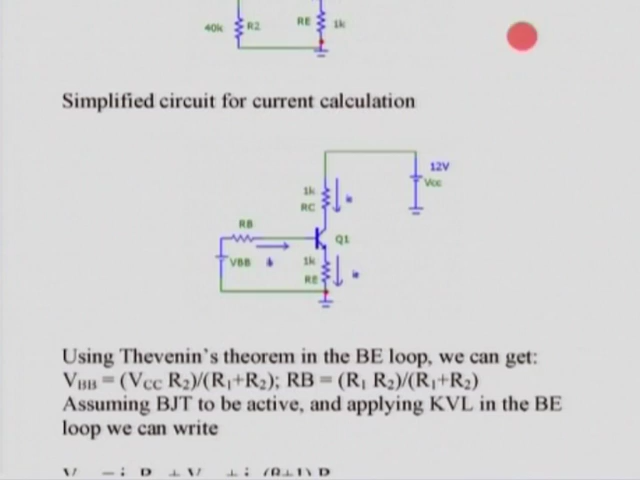 40k R2 RE 1k
Simplified circuit for current calculation
12V
Vcc
1k
RC
RB
Q1
VBB
1k
RE
Using Thevenin's theorem in the BE loop, we can get:
V_BB = (V_CC R₂)/(R₁+R₂); RB = (R₁ R₂)/(R₁+R₂)
Assuming BJT to be active, and applying KVL in the BE
loop we can write